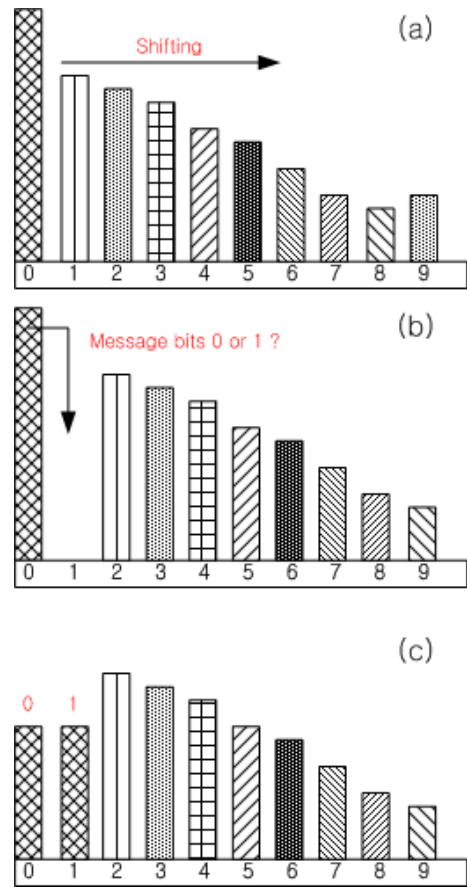 (a)
Shifting
0 1 2 3 4 5 6 7 8 9
(b)
Message bits 0 or 1 ?
0 1 2 3 4 5 6 7 8 9
(c)
0 1
0 1 2 3 4 5 6 7 8 9